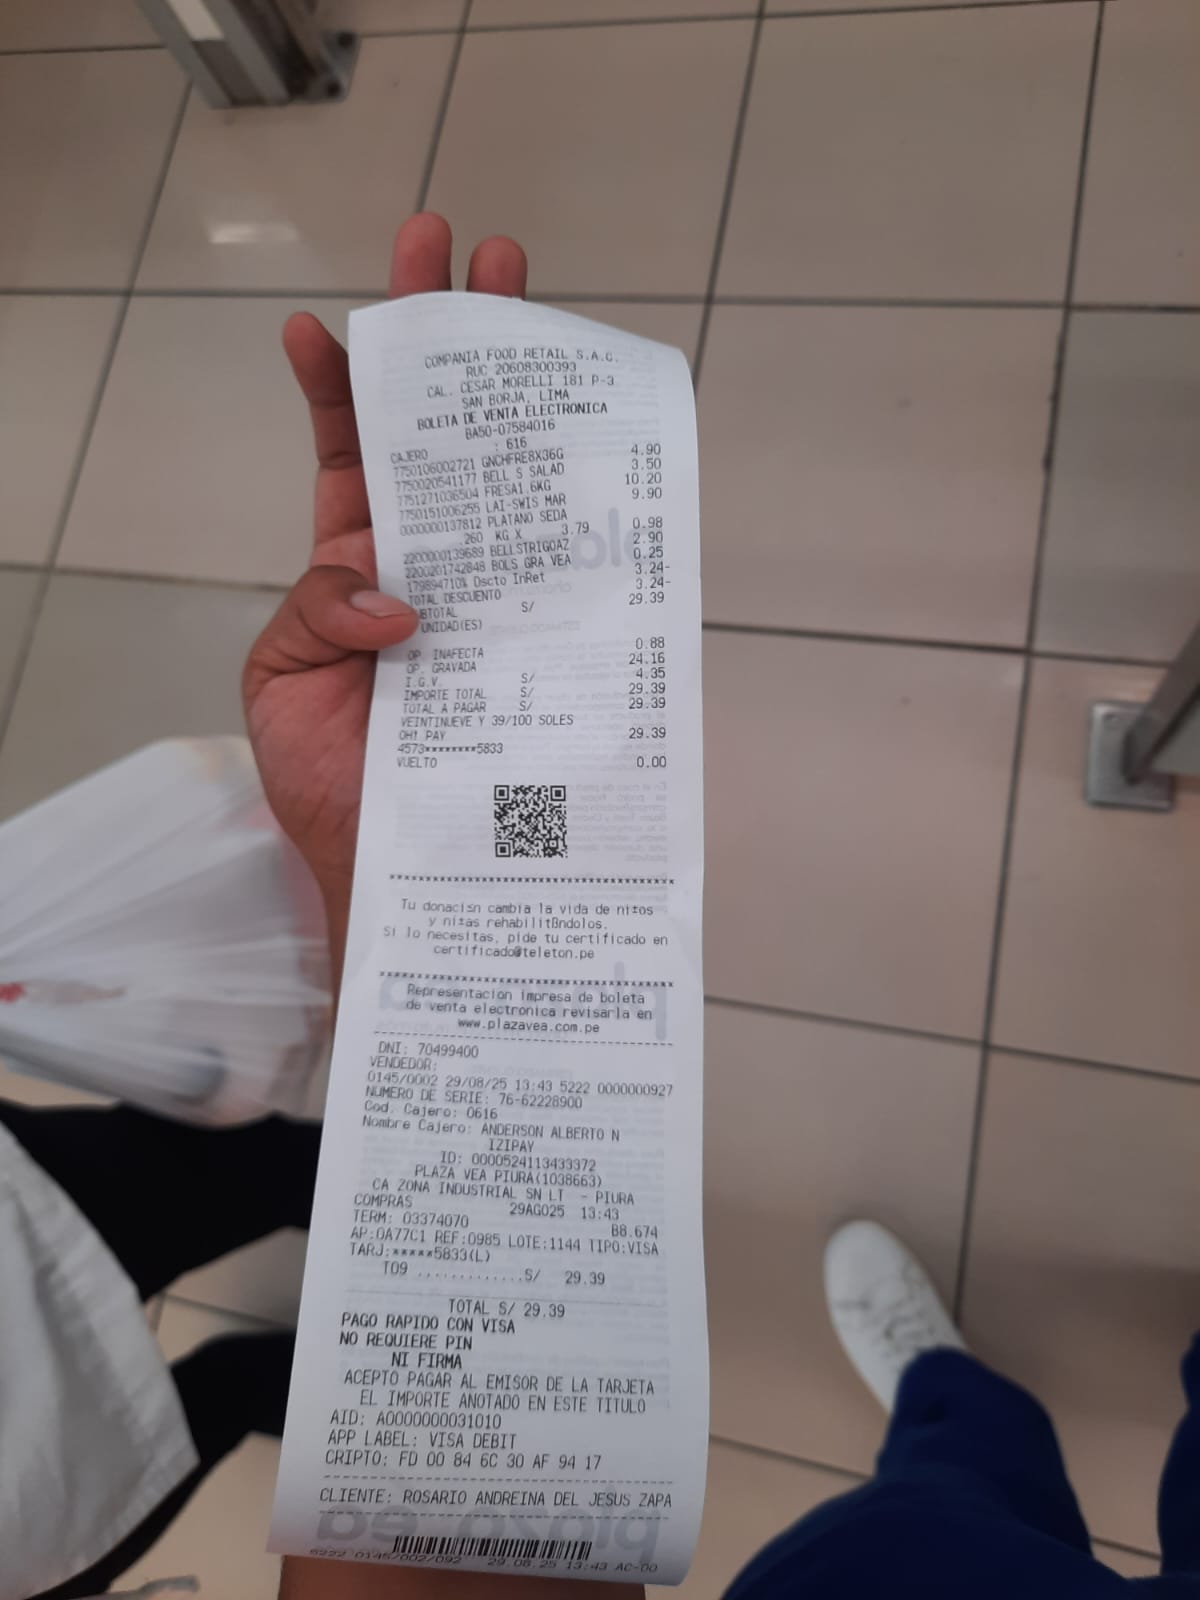 COMPANIA FOOD RETAIL S.A.C.
RUC 20608300393
CAL. CESAR MORELLI 181 P-3
SAN BORJA, LIMA
BOLETA DE VENTA ELECTRONICA
BA50-07584016
CAJERO : 616
7750106002721 GNCHFRE8X36G 4.90
7750020541177 BELL S SALAD 3.50
7751271036504 FRESA1.6KG 10.20
7750151006255 LAI-SWIS MAR 9.90
0000000137812 PLATANO SEDA
.260 KG X 3.79 0.98
2200000139689 BELLSTRIGOAZ 2.90
2200201742848 BOLS GRA VEA 0.25
179894710% Dscto InRet 3.24-
TOTAL DESCUENTO 3.24-
BTOTAL S/ 29.39
UNIDAD(ES)
OP. INAFECTA 0.88
OP. GRAVADA 24.16
I.G.V. S/ 4.35
IMPORTE TOTAL S/ 29.39
TOTAL A PAGAR S/ 29.39
VEINTINUEVE Y 39/100 SOLES
OH! PAY 29.39
4573********5833
VUELTO 0.00
Tu donación cambia la vida de ni±os
y ni±as rehabilitßndolos.
Si lo necesitas, pide tu certificado en
certificado@teleton.pe
Representacion impresa de boleta
de venta electronica revisarla en
www.plazavea.com.pe
DNI: 70499400
VENDEDOR:
0145/0002 29/08/25 13:43 5222 0000000927
NUMERO DE SERIE: 76-62228900
Cod. Cajero: 0616
Nombre Cajero: ANDERSON ALBERTO N
IZIPAY
ID: 0000524113433372
PLAZA VEA PIURA(1038663)
CA ZONA INDUSTRIAL SN LT - PIURA
COMPRAS 29AGO25 13:43
TERM: 03374070 B8.674
AP:0A77C1 REF:0985 LOTE:1144 TIPO:VISA
TARJ:*****5833(L)
T09 .............S/ 29.39
TOTAL S/ 29.39
PAGO RAPIDO CON VISA
NO REQUIERE PIN
NI FIRMA
ACEPTO PAGAR AL EMISOR DE LA TARJETA
EL IMPORTE ANOTADO EN ESTE TITULO
AID: A0000000031010
APP LABEL: VISA DEBIT
CRIPTO: FD 00 84 6C 30 AF 94 17
CLIENTE: ROSARIO ANDREINA DEL JESUS ZAPA
5222 0145/002/092 29.08.25 13:43 AC-00